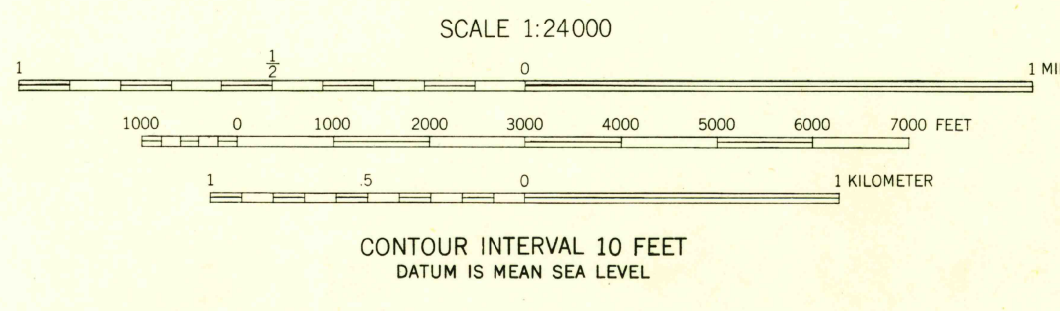 SCALE 1:24000
1 1/2 0 1 MI
1000 0 1000 2000 3000 4000 5000 6000 7000 FEET
1 .5 0 1 KILOMETER
CONTOUR INTERVAL 10 FEET
DATUM IS MEAN SEA LEVEL